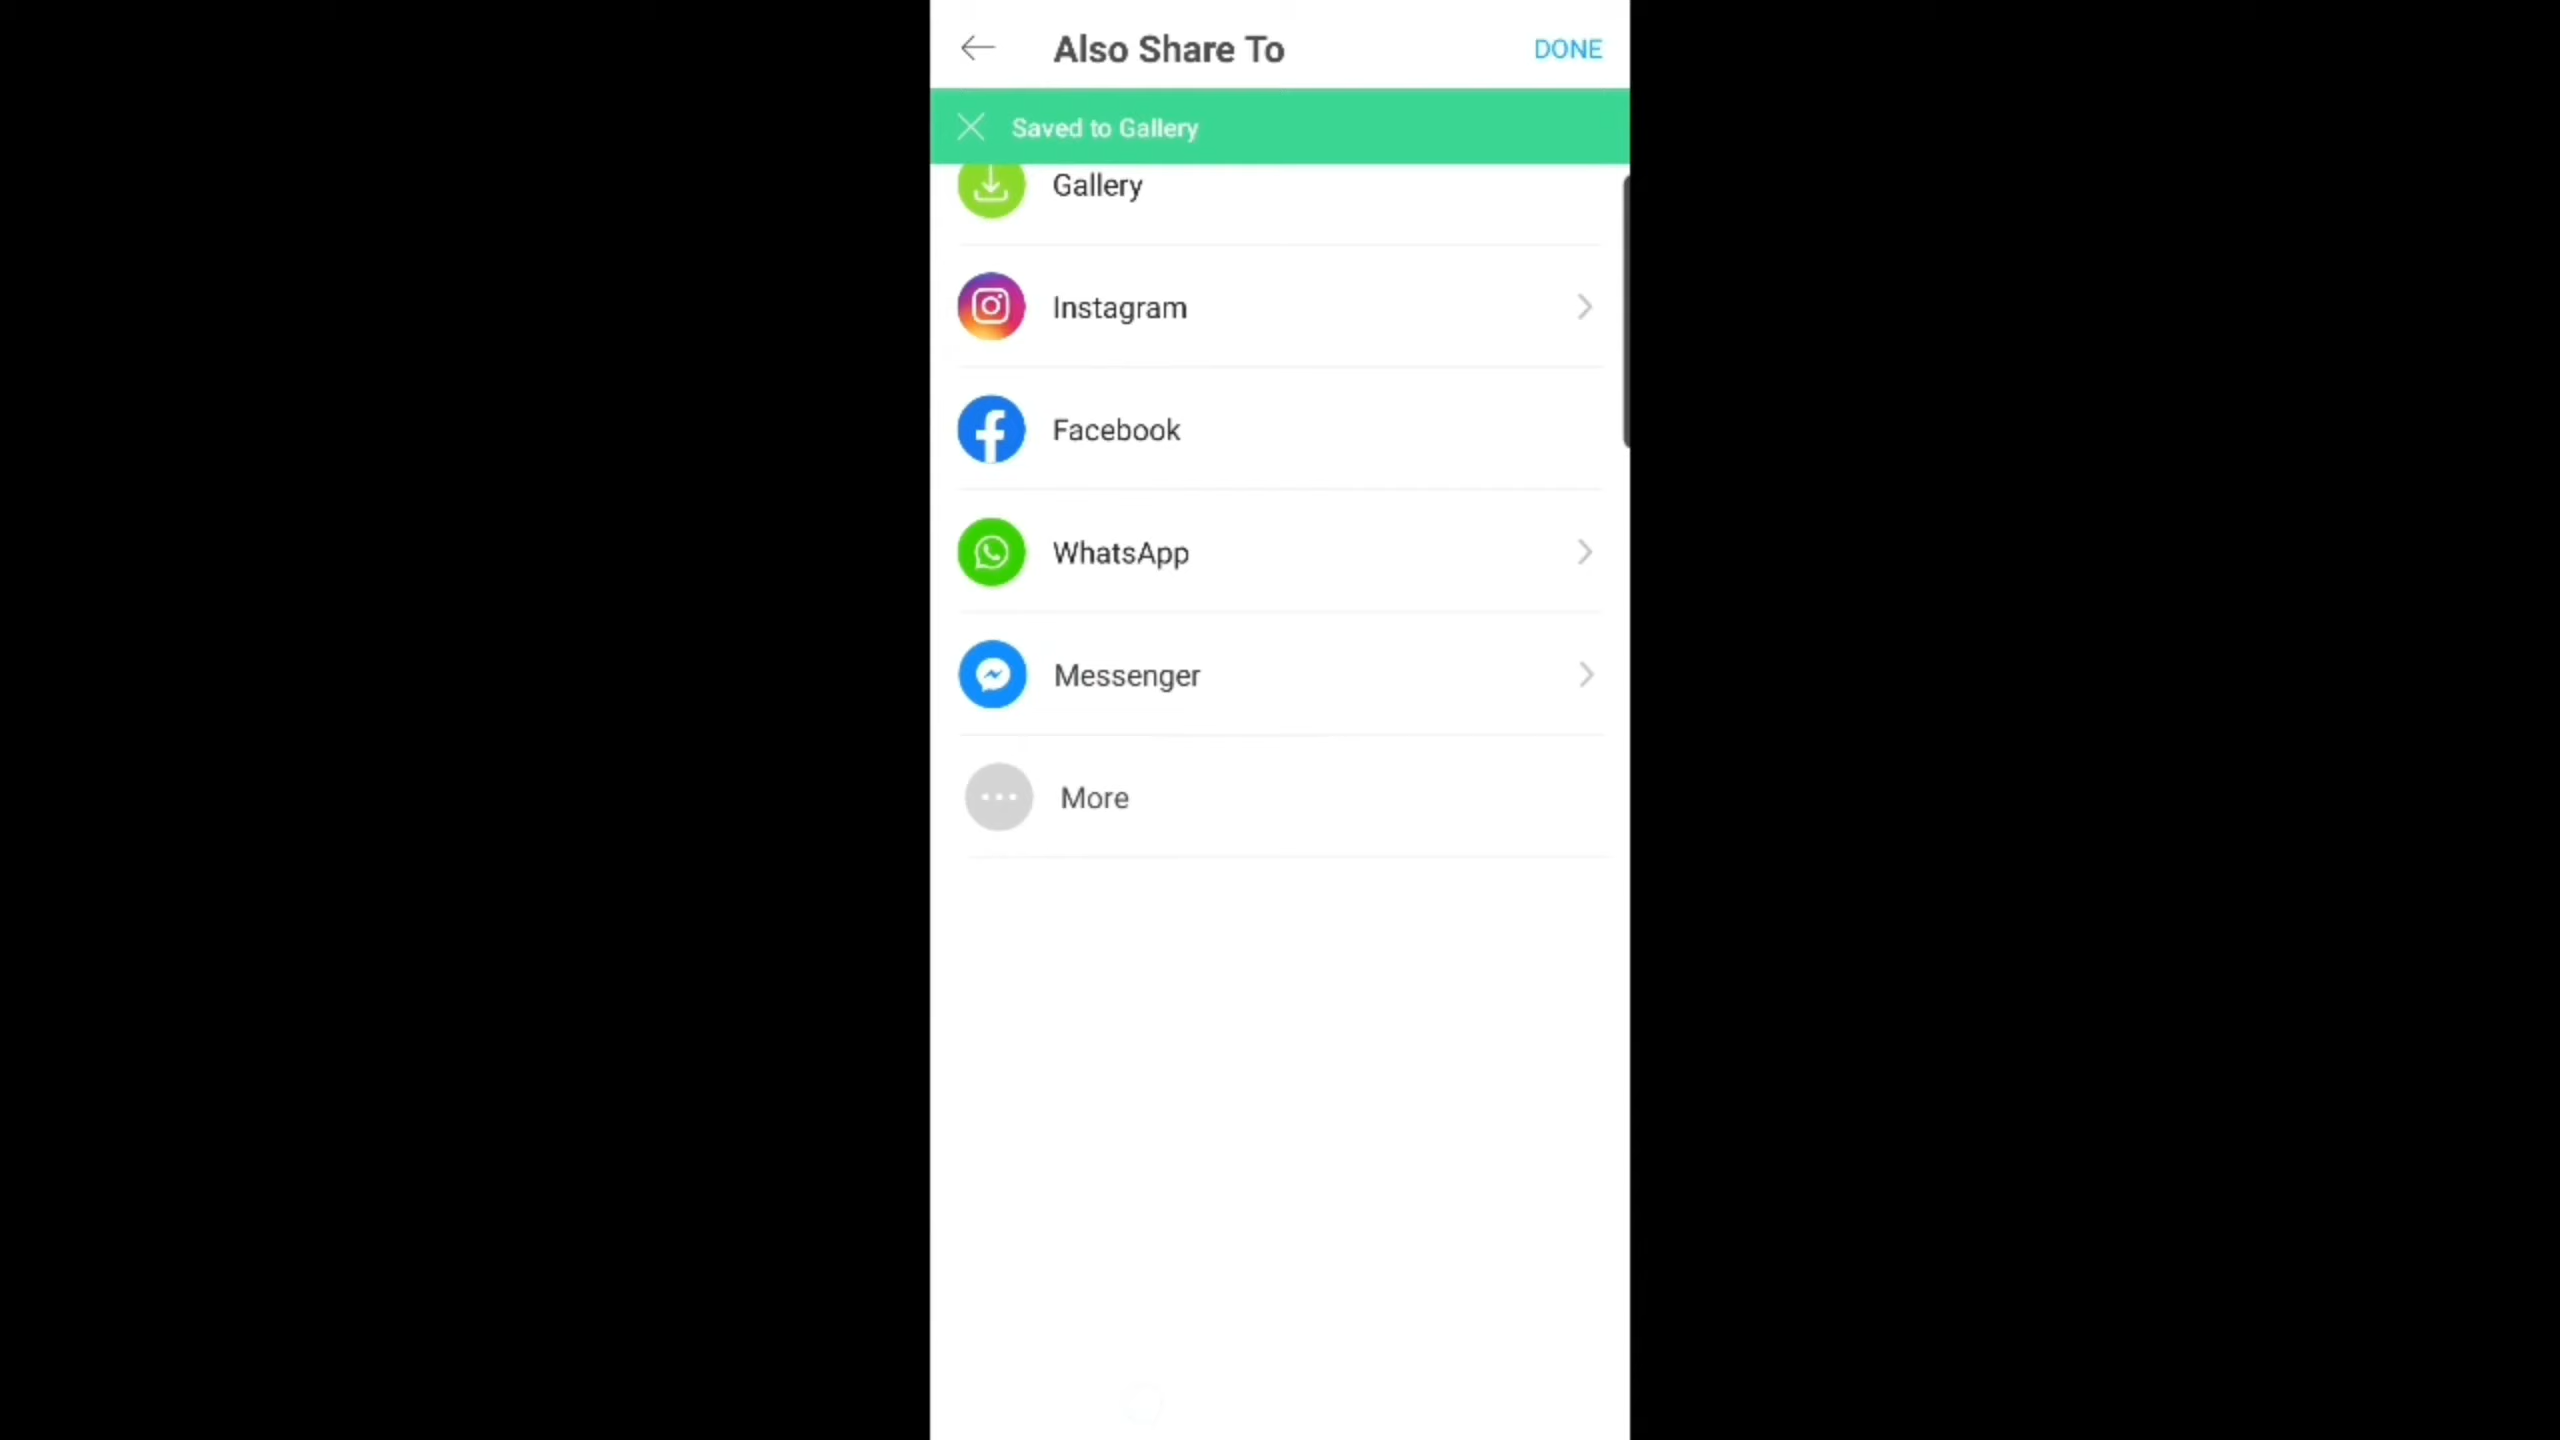 Also Share To
DONE
Saved to Gallery
Gallery
Instagram
Facebook
WhatsApp
Messenger
More